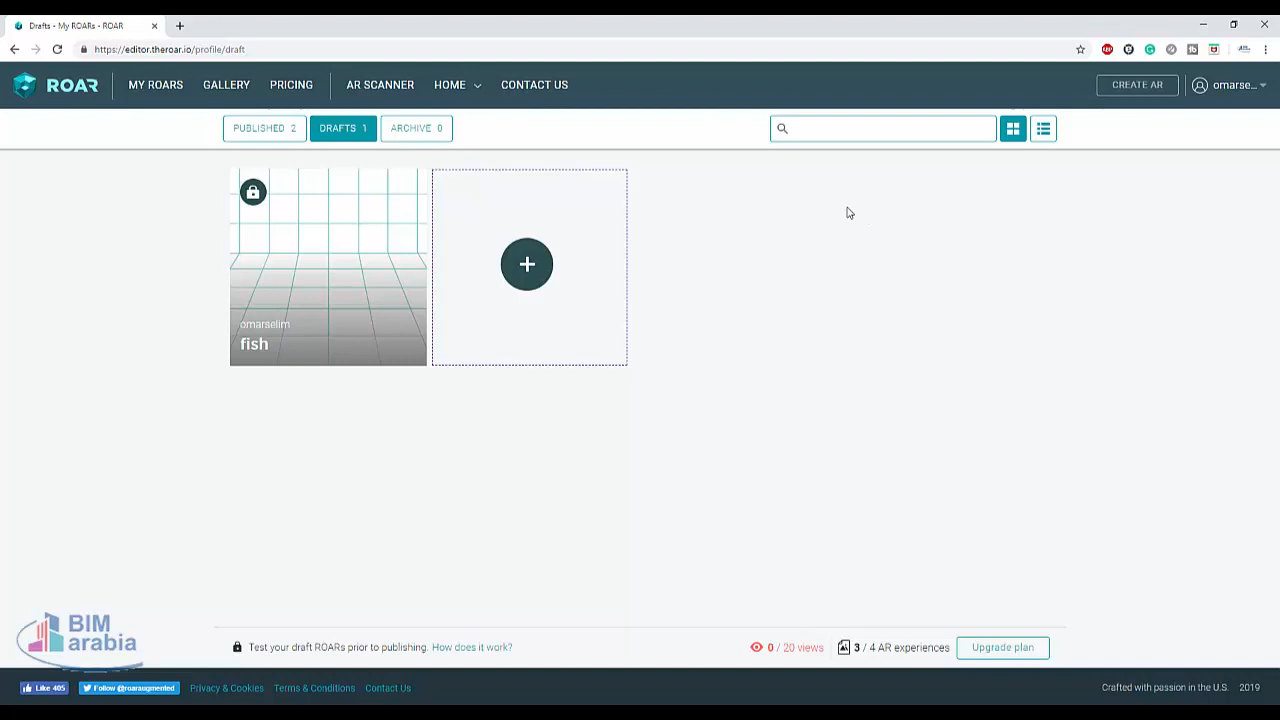 Drafts - My ROARs - ROAR
https://editor.theroar.io/profile/draft
ROAR
MY ROARS
GALLERY
PRICING
AR SCANNER
HOME
CONTACT US
CREATE AR
omarse...
PUBLISHED 2
DRAFTS 1
ARCHIVE 0
omarselim
fish
BIM
arabia
Test your draft ROARs prior to publishing. How does it work?
0 / 20 views
3 / 4 AR experiences
Upgrade plan
Like 405
Follow @roaraugmented
Privacy & Cookies
Terms & Conditions
Contact Us
Crafted with passion in the U.S. 2019